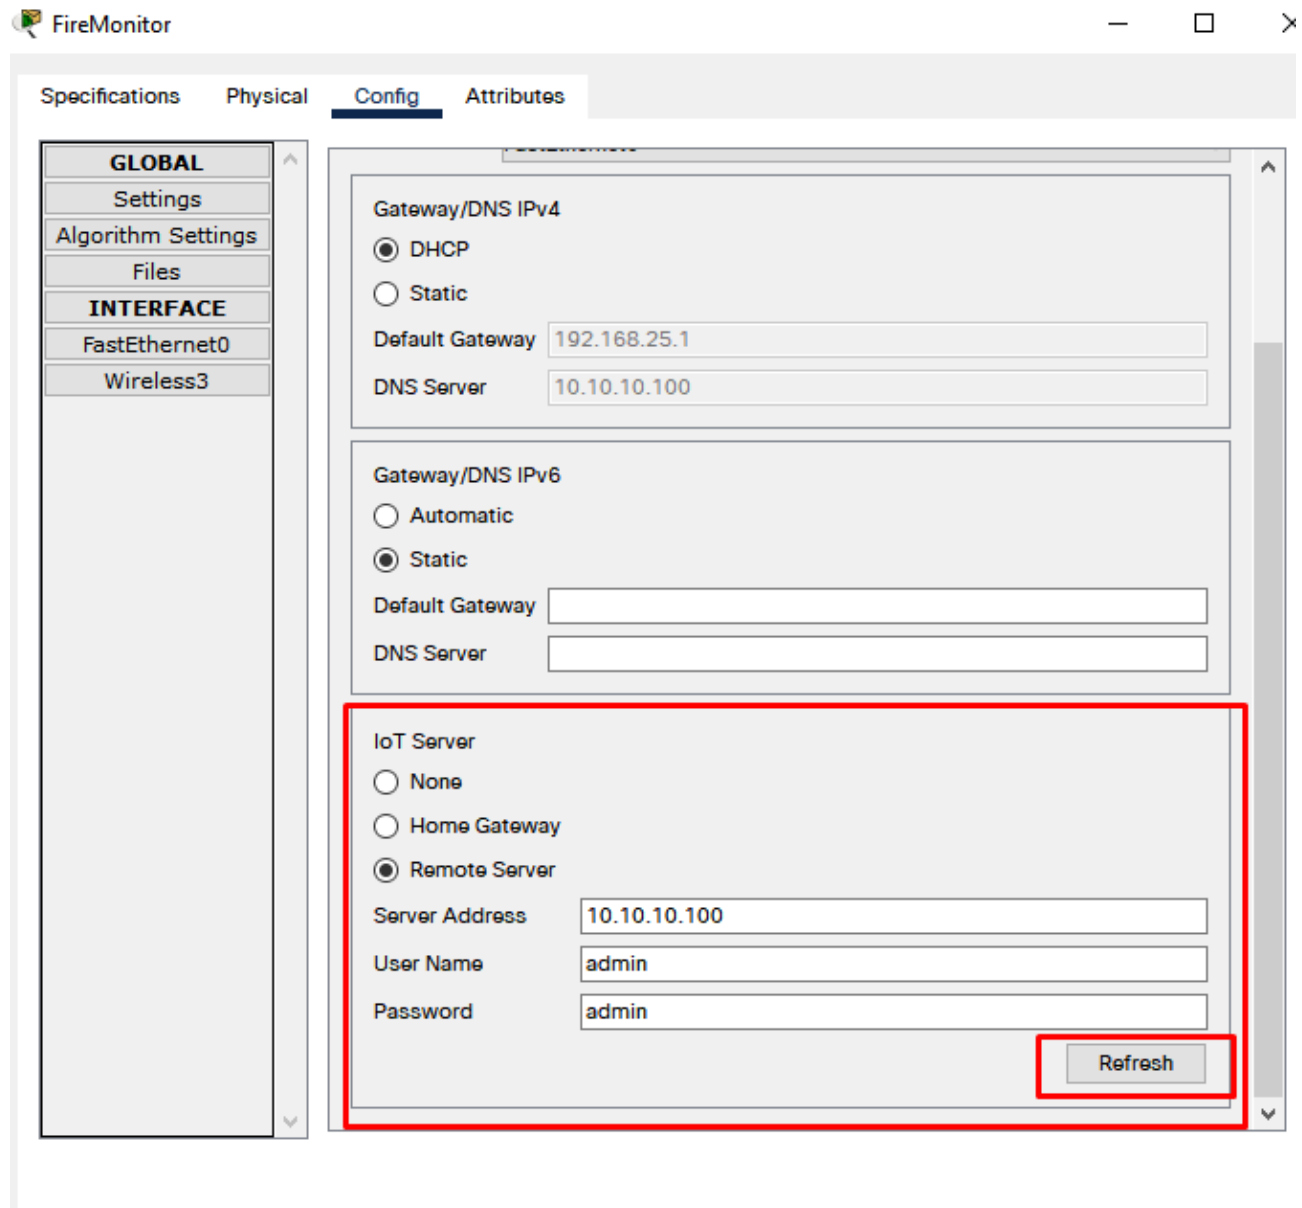 FireMonitor
Specifications Physical Config Attributes
GLOBAL
Settings
Algorithm Settings
Files
INTERFACE
FastEthernet0
Wireless3
Gateway/DNS IPv4
DHCP
Static
Default Gateway 192.168.25.1
DNS Server 10.10.10.100
Gateway/DNS IPv6
Automatic
Static
Default Gateway
DNS Server
IoT Server
None
Home Gateway
Remote Server
Server Address 10.10.10.100
User Name admin
Password admin
Refresh